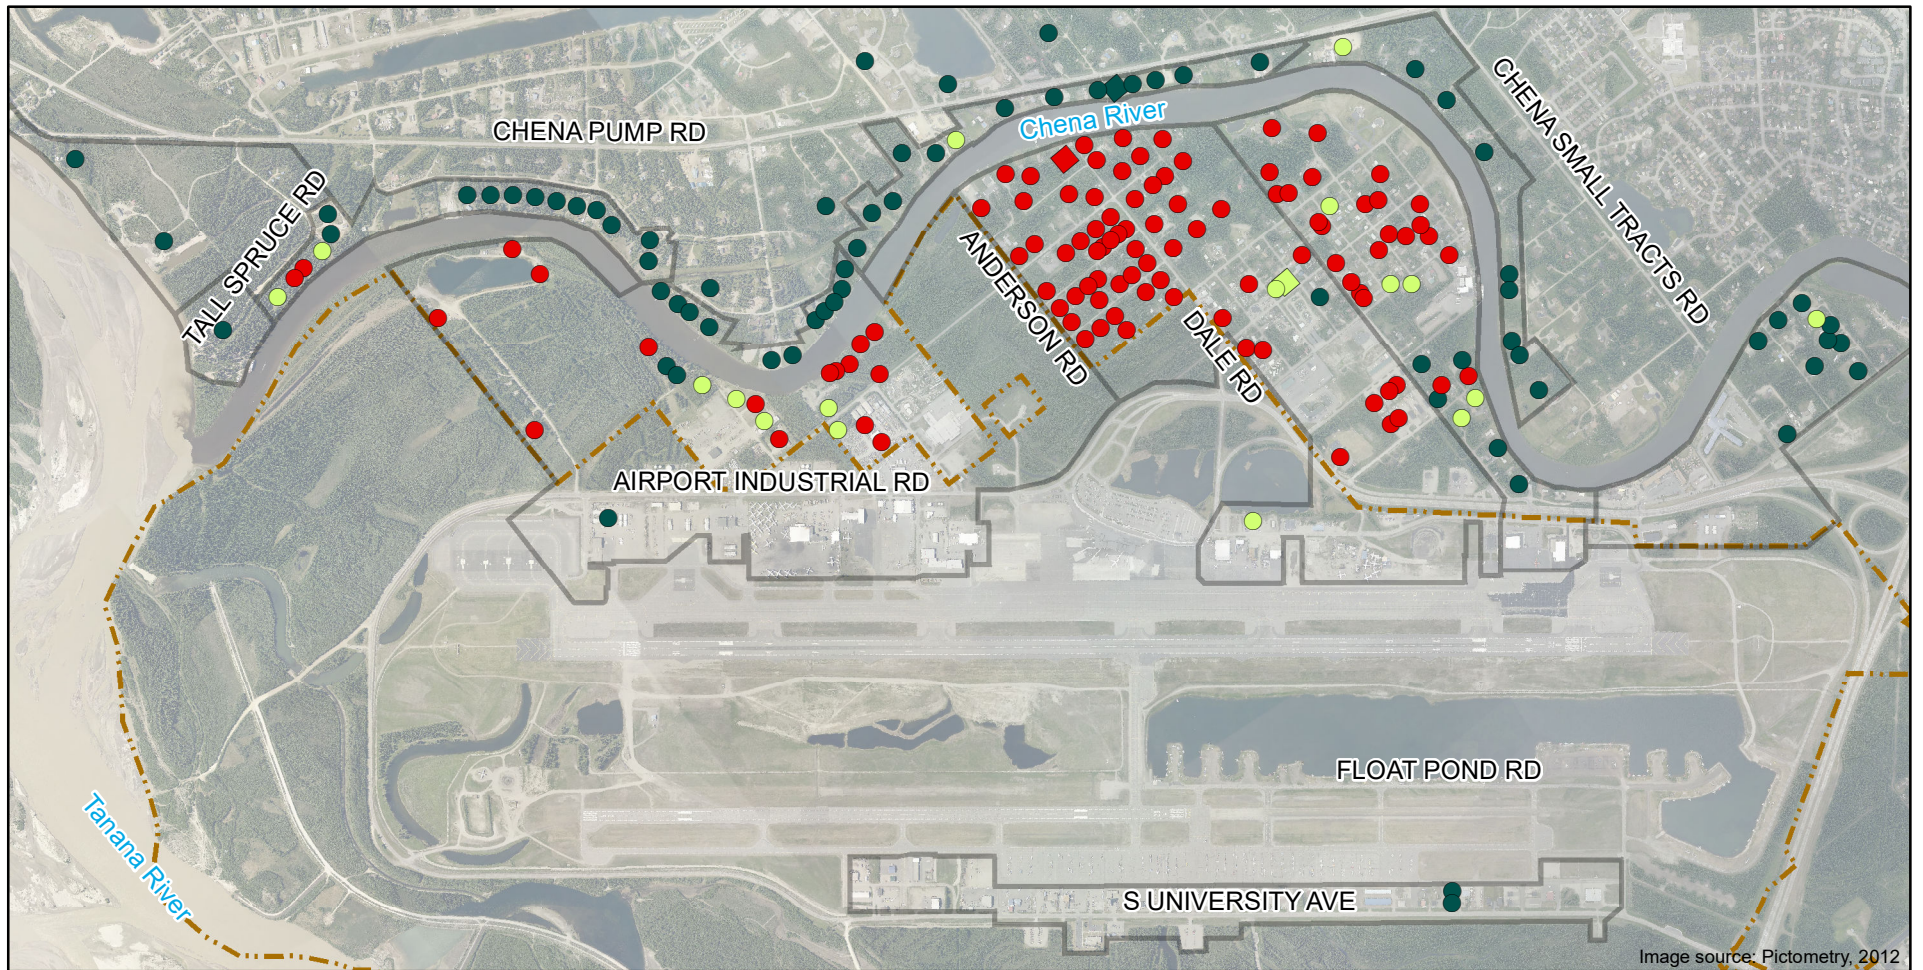 CHENA PUMP RD
Chena River
CHENA SMALL TRACTS RD
TALL SPRUCE RD
ANDERSON RD
DALE RD
AIRPORT INDUSTRIAL RD
FLOAT POND RD
Tanana River
S UNIVERSITY AVE
Image source: Pictometry, 2012